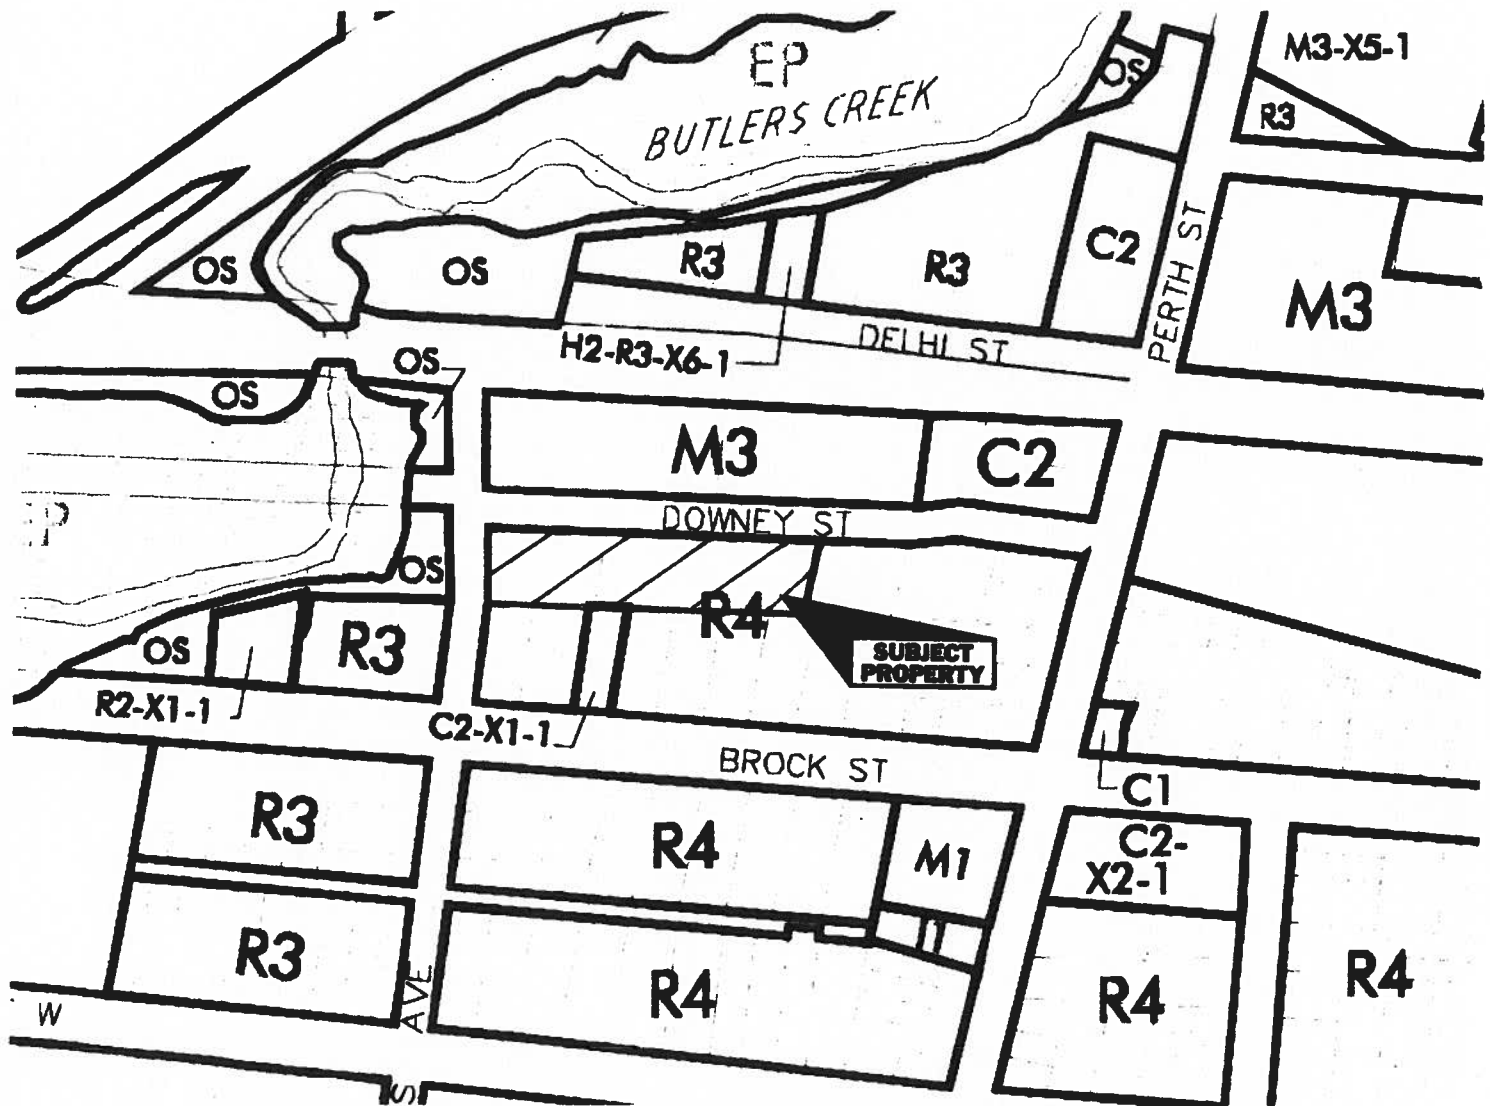 EP
M3-X5-1
OS
BUTLERS CREEK
R3
OS
OS
R3
R3
C2
PERTH ST
M3
H2-R3-X6-1
DELHI ST
OS
OS
M3
C2
DOWNEY ST
EP
OS
R4
SUBJECT
PROPERTY
OS
R3
R2-X1-1
C2-X1-1
BROCK ST
C1
R3
R4
M1
C2-
X2-1
R3
AVE
R4
R4
R4
W
S